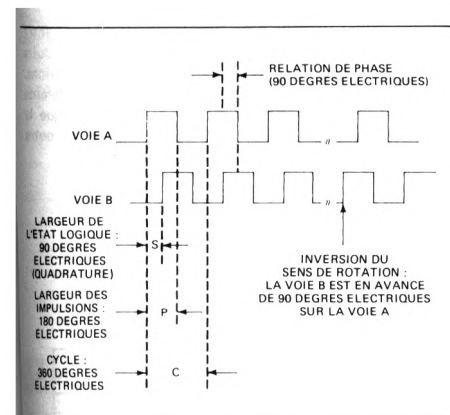 RELATION DE PHASE
(90 DEGRES ELECTRIQUES)
VOIE A
VOIE B
LARGEUR DE
L'ETAT LOGIQUE :
90 DEGRES
ELECTRIQUES
(QUADRATURE)
S
INVERSION DU
SENS DE ROTATION :
LA VOIE B EST EN AVANCE
DE 90 DEGRES ELECTRIQUES
SUR LA VOIE A
LARGEUR DES
IMPULSIONS :
180 DEGRES
ELECTRIQUES
P
CYCLE :
360 DEGRES
ELECTRIQUES
C